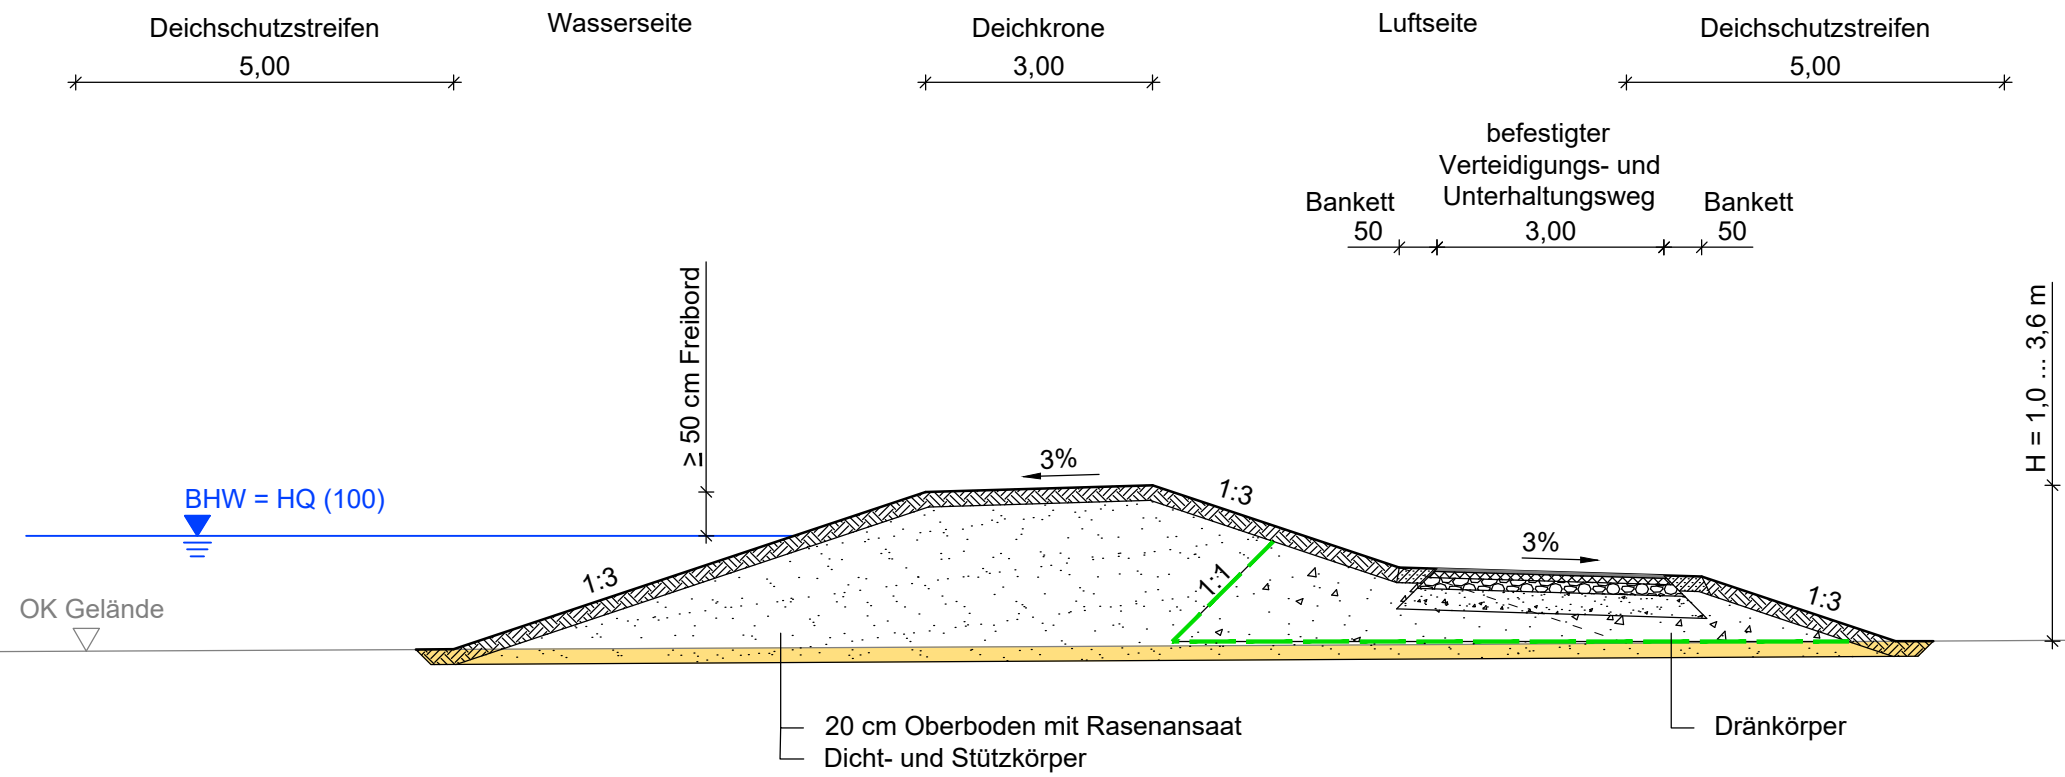 Deichschutzstreifen
5,00
Wasserseite
Deichkrone
3,00
Luftseite
Deichschutzstreifen
5,00
befestigter
Verteidigungs- und
Unterhaltungsweg
3,00
Bankett
50
Bankett
50
≥ 50 cm Freibord
H = 1,0 ... 3,6 m
BHW = HQ (100)
OK Gelände
1:3
3%
1:3
1:1
3%
1:3
20 cm Oberboden mit Rasenansaat
Dicht- und Stützkörper
Dränkörper